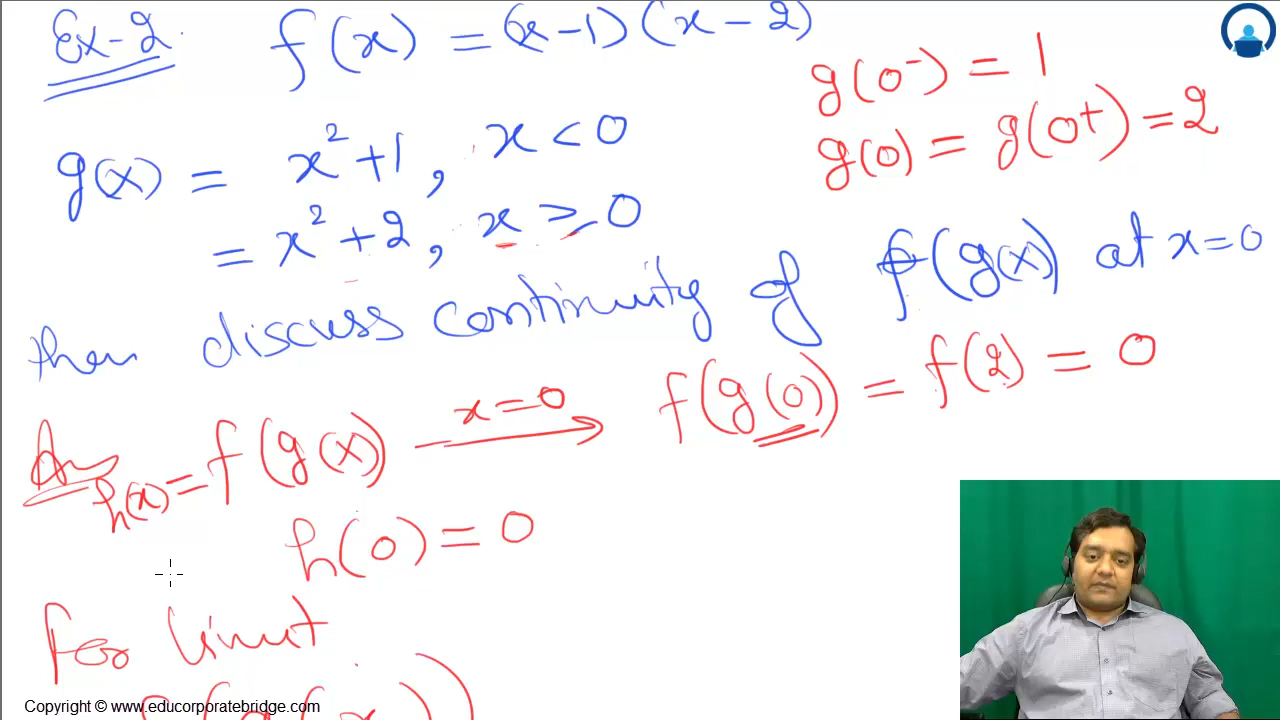 Ex-2. f(x) = (x-1)(x-2)
g(0⁻) = 1
g(0) = g(0+) = 2
g(x) = x² + 1, x < 0
= x² + 2, x ≥ 0
then discuss continuity of f(g(x)) at x=0
Ans h(x) = f(g(x)) x=0 → f(g(0)) = f(2) = 0
h(0) = 0
For limit
Copyright © www.educorporatebridge.com